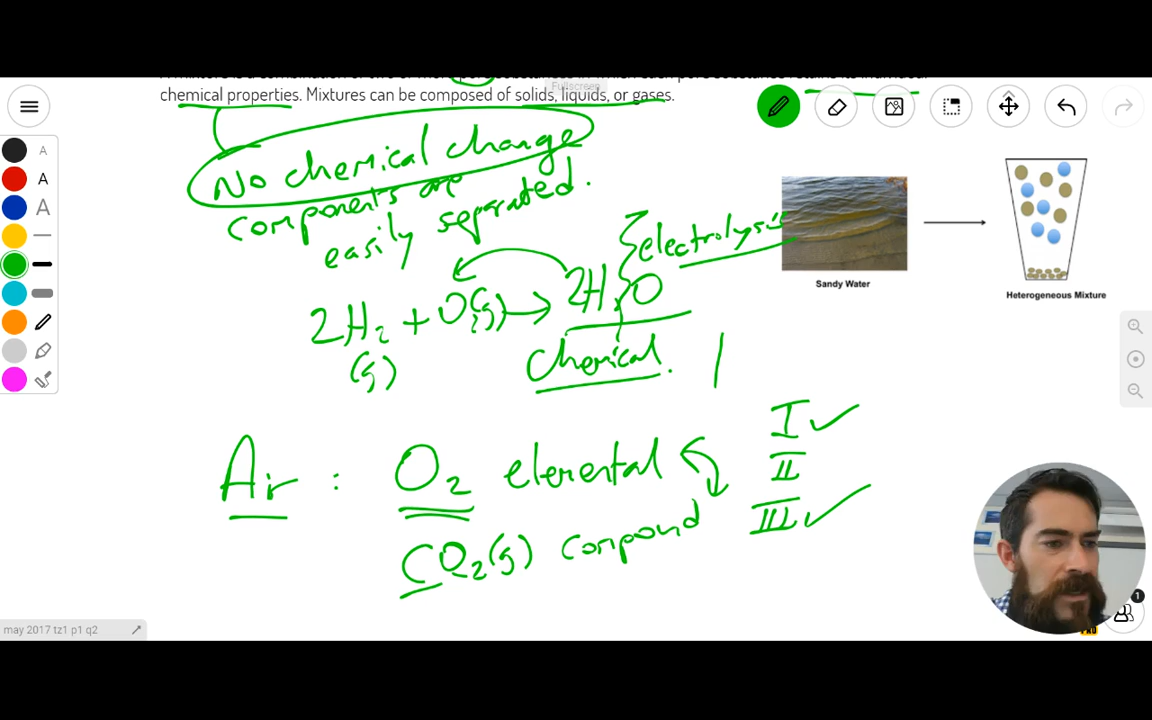 chemical properties. Mixtures can be composed of solids, liquids, or gases.
Fullscreen
No chemical change
components are
easily separated.
electrolysis
2H₂ + O₂(g) → 2H₂O
(g)
Chemical.
Sandy Water
Heterogeneous Mixture
Air : O₂ elemental
CO₂(g) compound
I ✓
II
III ✓
A
A
A
may 2017 tz1 p1 q2
1